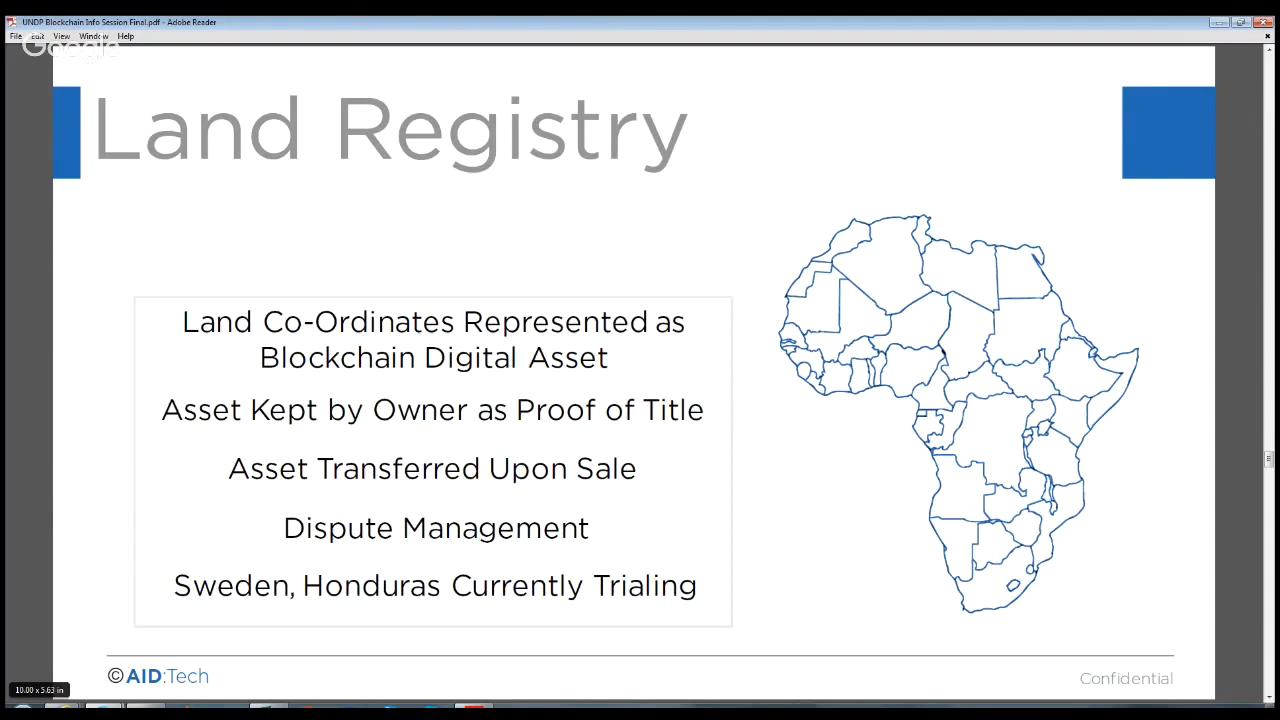 UNDP Blockchain Info Session Final.pdf - Adobe Reader
File Edit View Window Help
Google
Land Registry
Land Co-Ordinates Represented as
Blockchain Digital Asset
Asset Kept by Owner as Proof of Title
Asset Transferred Upon Sale
Dispute Management
Sweden, Honduras Currently Trialing
©AID:Tech
Confidential
10.00 x 5.63 in